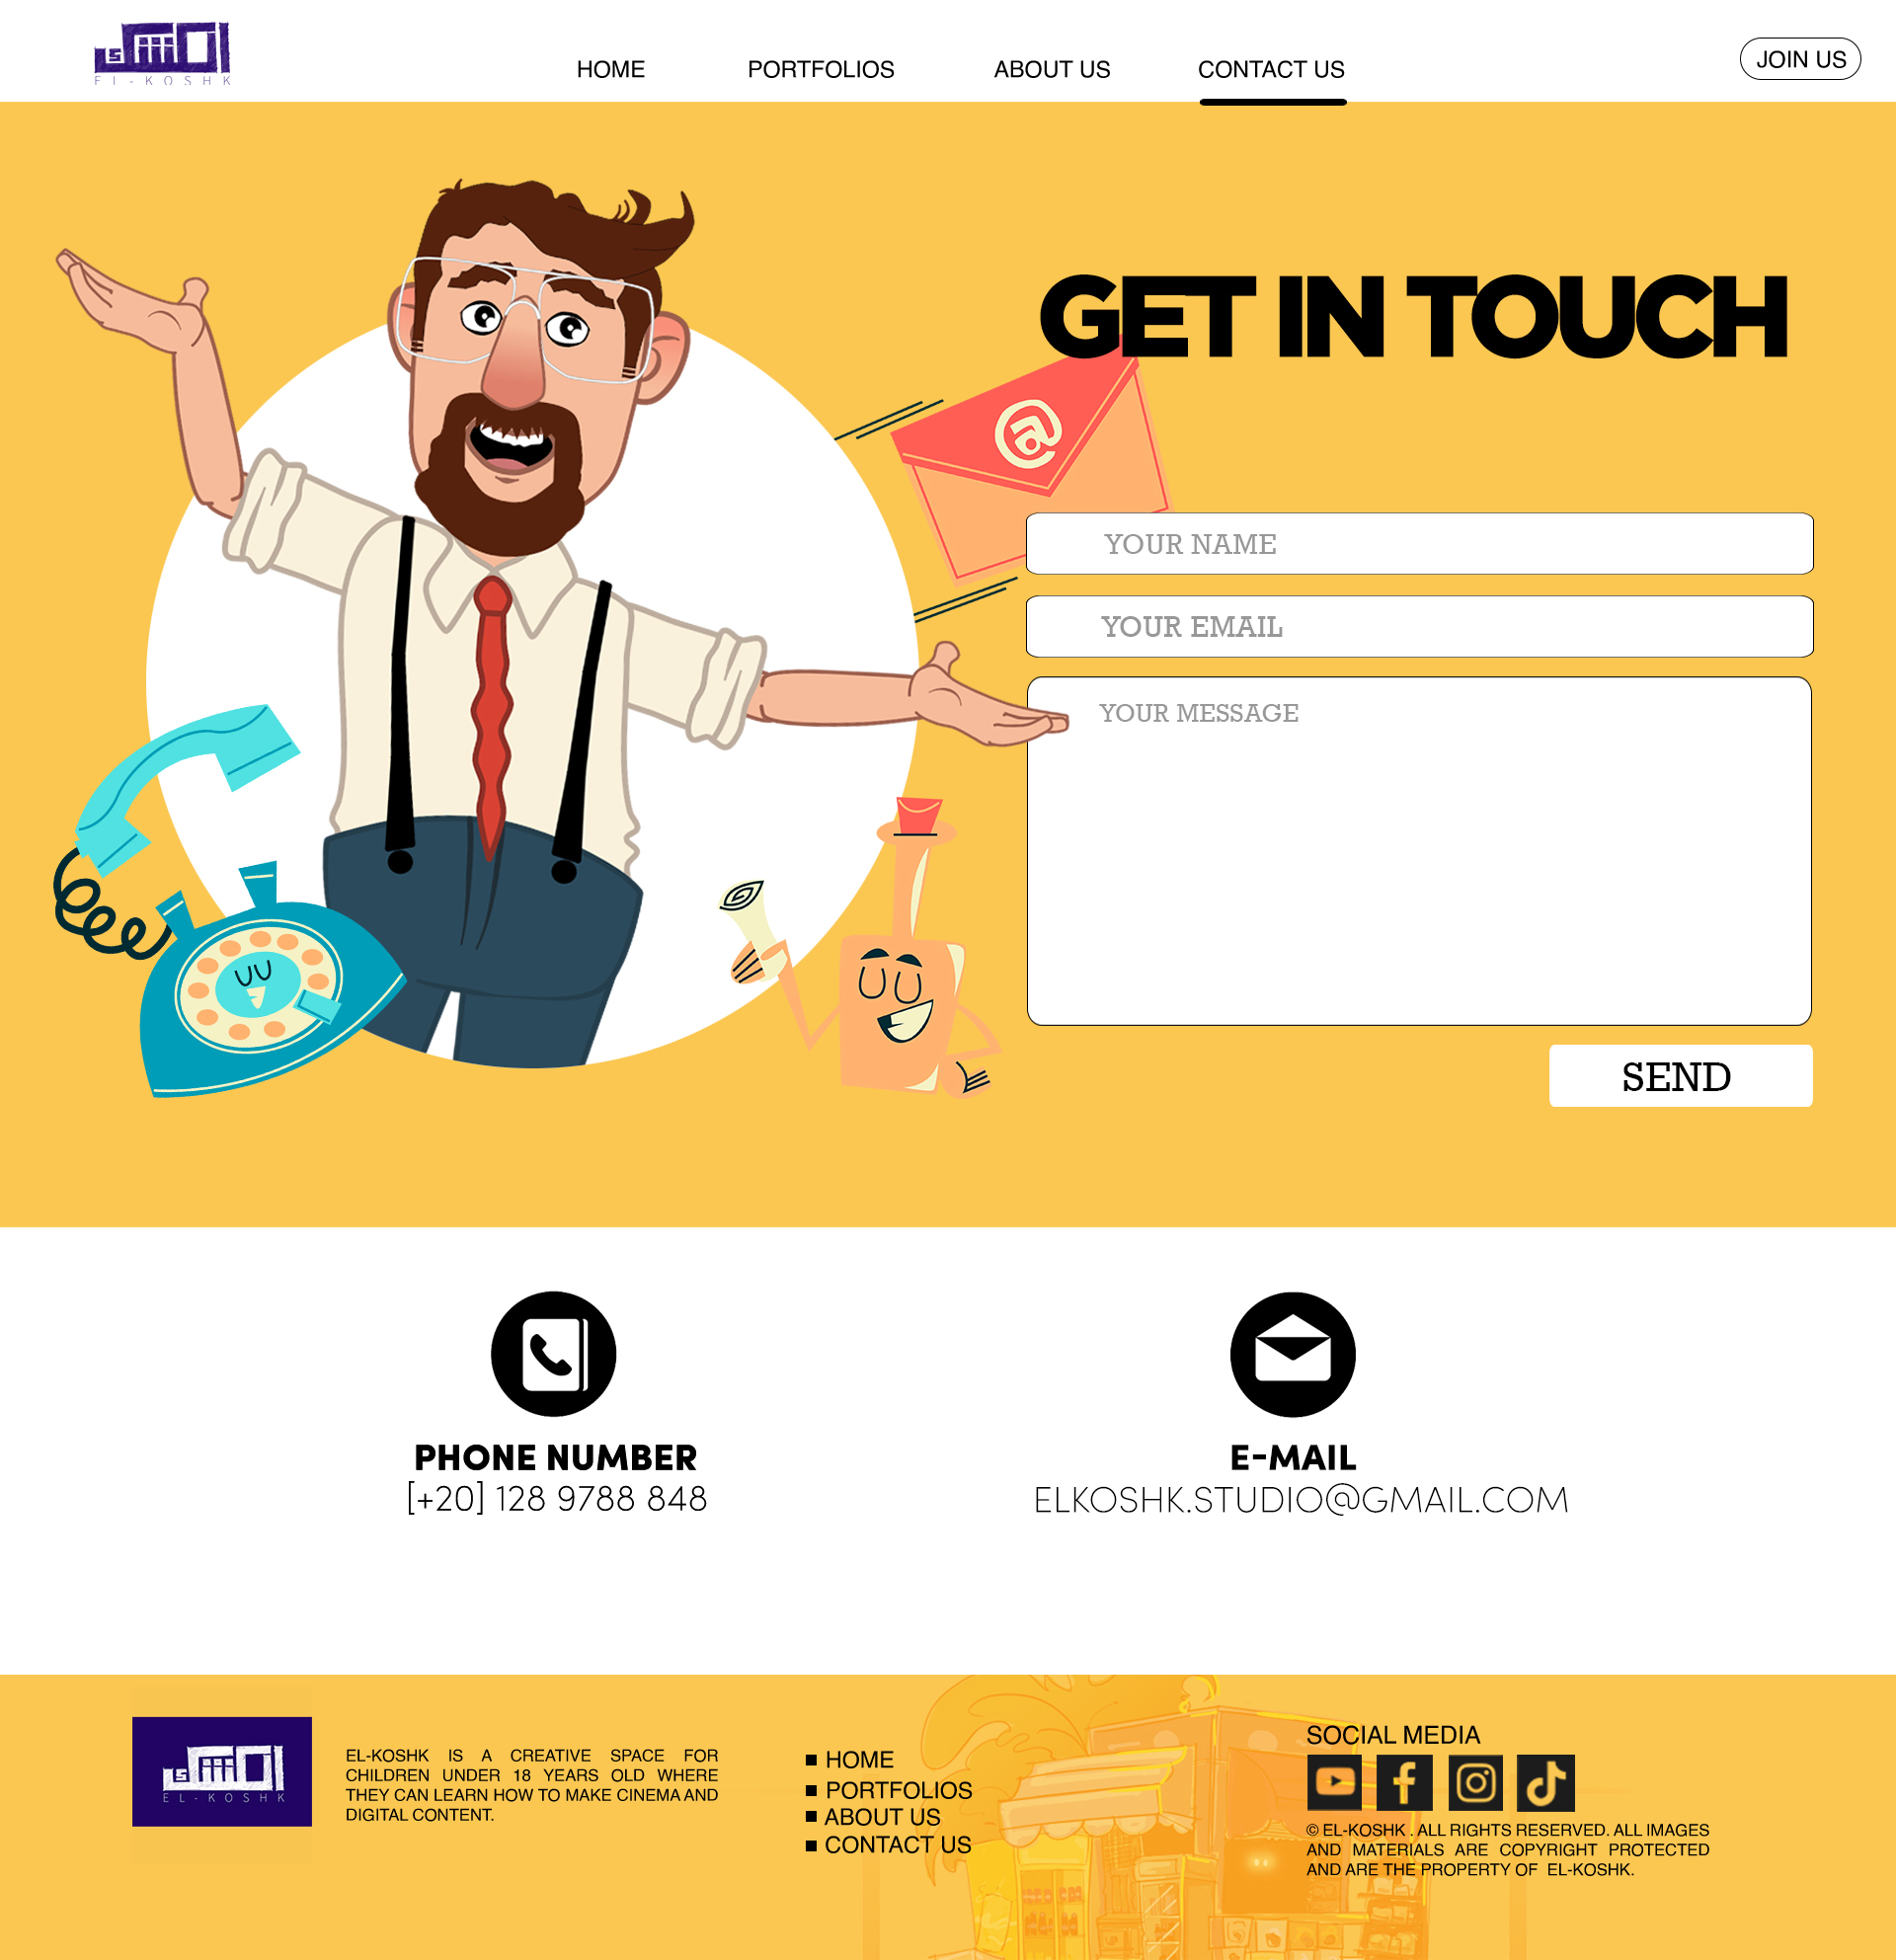 EL-KOSHK
HOME
PORTFOLIOS
ABOUT US
CONTACT US
JOIN US
GET IN TOUCH
@
YOUR NAME
YOUR EMAIL
YOUR MESSAGE
SEND
PHONE NUMBER
[+20] 128 9788 848
E-MAIL
ELKOSHK.STUDIO@GMAIL.COM
EL-KOSHK
EL-KOSHK IS A CREATIVE SPACE FOR
CHILDREN UNDER 18 YEARS OLD WHERE
THEY CAN LEARN HOW TO MAKE CINEMA AND
DIGITAL CONTENT.
HOME
PORTFOLIOS
ABOUT US
CONTACT US
SOCIAL MEDIA
© EL-KOSHK . ALL RIGHTS RESERVED. ALL IMAGES
AND MATERIALS ARE COPYRIGHT PROTECTED
AND ARE THE PROPERTY OF EL-KOSHK.